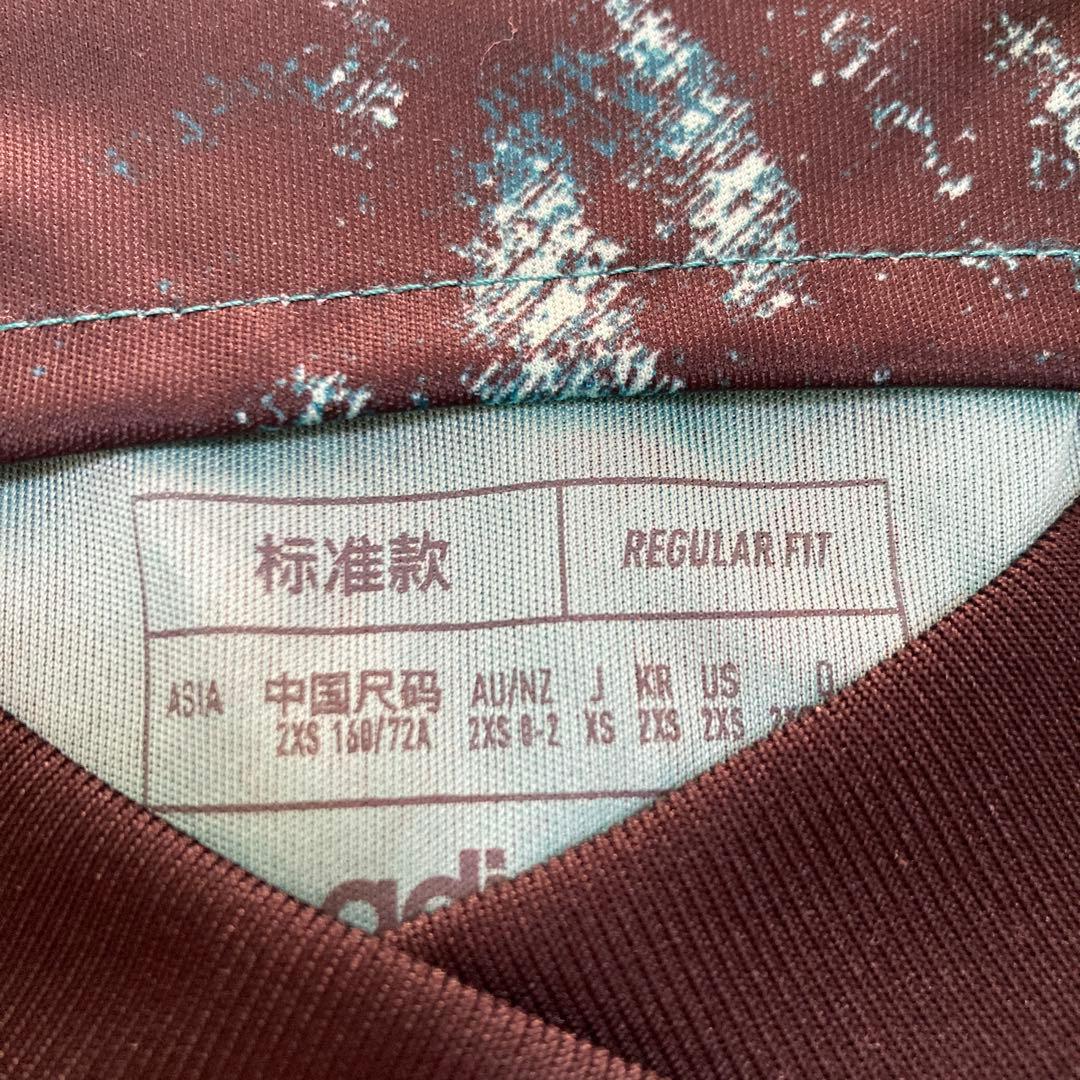 标准款 REGULAR FIT
ASIA 中国尺码 AU/NZ J KR US
2XS 160/72A 2XS 0-2 XS 2XS 2XS
adi